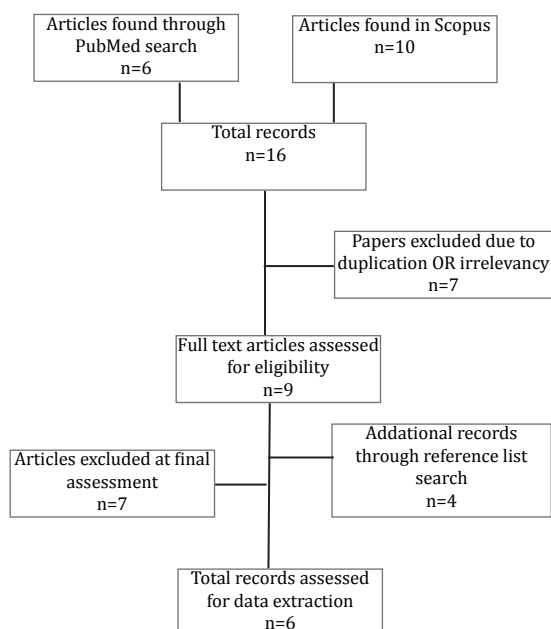 Articles found through
PubMed search
n=6
Articles found in Scopus
n=10
Total records
n=16
Papers excluded due to
duplication OR irrelevancy
n=7
Full text articles assessed
for eligibility
n=9
Addational records
through reference list
search
n=4
Articles excluded at final
assessment
n=7
Total records assessed
for data extraction
n=6